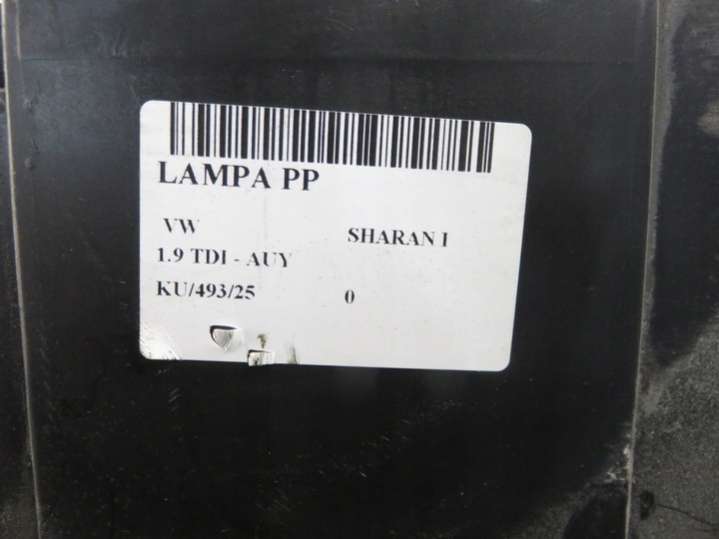 LAMPA PP
VW SHARAN I
1.9 TDI - AUY
KU/493/25 0